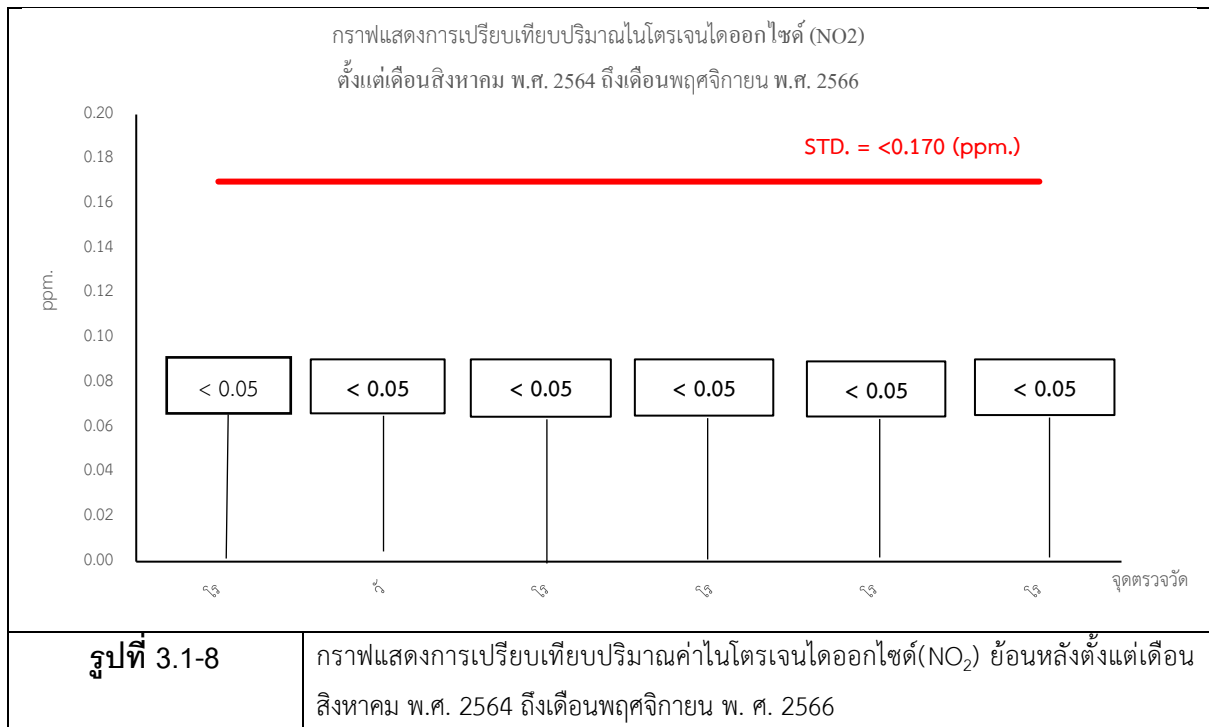 กราฟแสดงการเปรียบเทียบปริมาณไนโตรเจนไดออกไซด์ (NO2)
ตั้งแต่เดือนสิงหาคม พ.ศ. 2564 ถึงเดือนพฤศจิกายน พ.ศ. 2566
0.20
STD. = <0.170 (ppm.)
0.18
0.16
0.14
ppm.
0.12
0.10
0.08
< 0.05 < 0.05 < 0.05 < 0.05 < 0.05 < 0.05
0.06
0.04
0.02
0.00
จุดตรวจวัด
รูปที่ 3.1-8
กราฟแสดงการเปรียบเทียบปริมาณค่าไนโตรเจนไดออกไซด์(NO₂) ย้อนหลังตั้งแต่เดือน
สิงหาคม พ.ศ. 2564 ถึงเดือนพฤศจิกายน พ. ศ. 2566